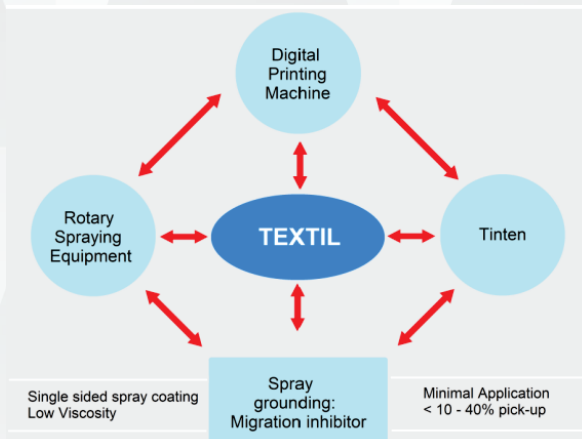 Digital
Printing
Machine
Rotary
Spraying
Equipment
TEXTIL
Tinten
Single sided spray coating
Low Viscosity
Spray
grounding:
Migration inhibitor
Minimal Application
< 10 - 40% pick-up